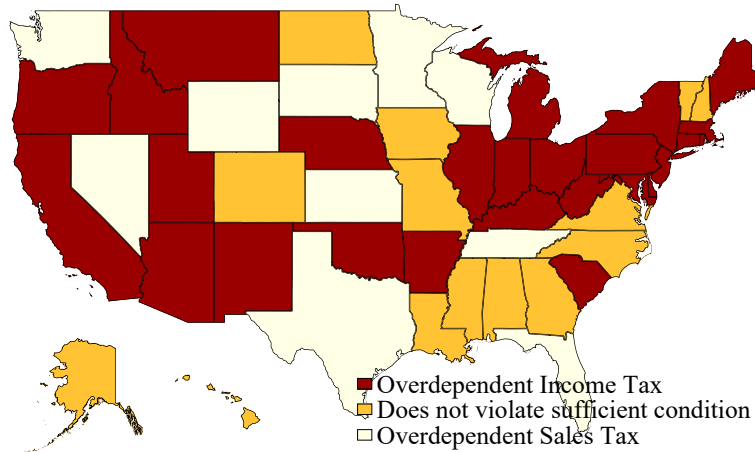 Overdependent Income Tax
Does not violate sufficient condition
Overdependent Sales Tax